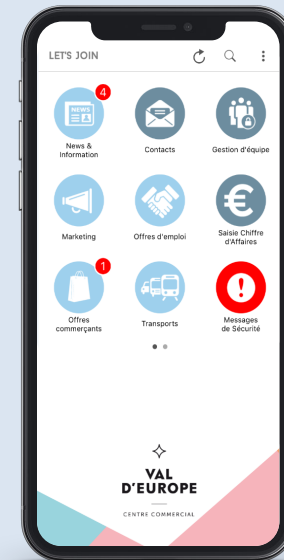 LET'S JOIN
4
NEWS
News &
Information
Contacts
Gestion d'équipe
Marketing
Offres d'emploi
Saisie Chiffre
d'Affaires
1
Offres
commerçants
Transports
Messages
de Sécurité
VAL
D'EUROPE
CENTRE COMMERCIAL